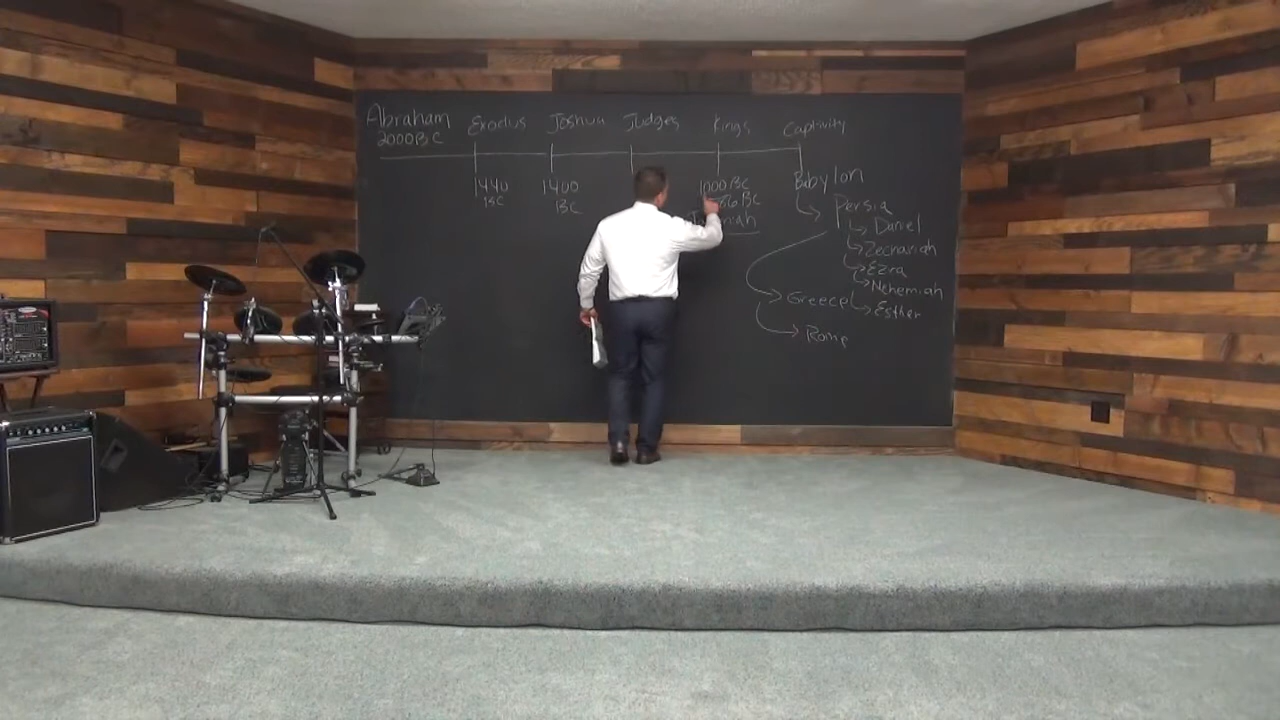 Abraham Exodus Joshua Judges Kings Captivity
2000 BC
1440 BC
1400 BC
1000 BC
BC
Babylon
Persia
Daniel
Zechariah
Ezra
Nehemiah
Esther
Greece
Rome